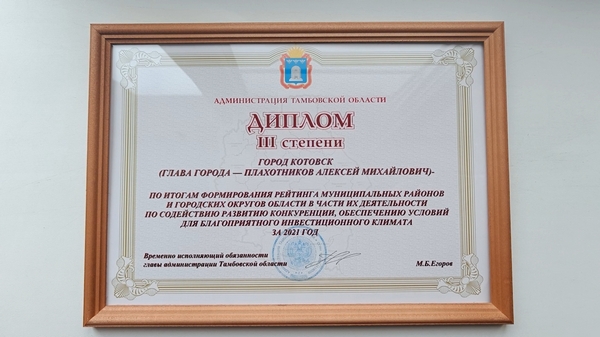 АДМИНИСТРАЦИЯ ТАМБОВСКОЙ ОБЛАСТИ
ДИПЛОМ
III степени
ГОРОД КОТОВСК
(ГЛАВА ГОРОДА — ПЛАХОТНИКОВ АЛЕКСЕЙ МИХАЙЛОВИЧ)-
ПО ИТОГАМ ФОРМИРОВАНИЯ РЕЙТИНГА МУНИЦИПАЛЬНЫХ РАЙОНОВ
И ГОРОДСКИХ ОКРУГОВ ОБЛАСТИ В ЧАСТИ ИХ ДЕЯТЕЛЬНОСТИ
ПО СОДЕЙСТВИЮ РАЗВИТИЮ КОНКУРЕНЦИИ, ОБЕСПЕЧЕНИЮ УСЛОВИЙ
ДЛЯ БЛАГОПРИЯТНОГО ИНВЕСТИЦИОННОГО КЛИМАТА
ЗА 2021 ГОД
Временно исполняющий обязанности
главы администрации Тамбовской области
М.Б.Егоров